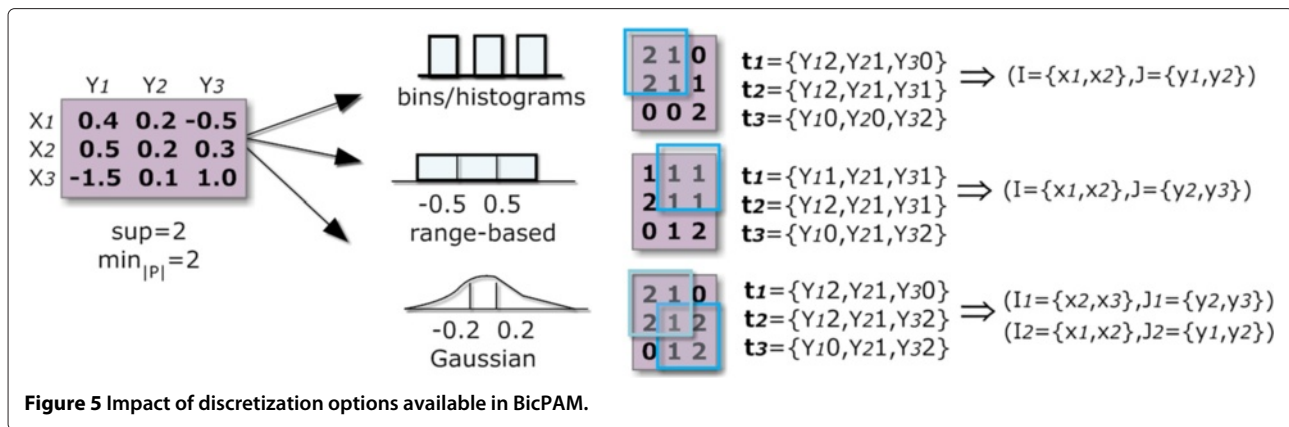 Y1 Y2 Y3
X1 0.4 0.2 -0.5
X2 0.5 0.2 0.3
X3 -1.5 0.1 1.0
sup=2
min|P|=2
bins/histograms
2 1 0
2 1 1
0 0 2
t1={Y12,Y21,Y30}
t2={Y12,Y21,Y31}
t3={Y10,Y20,Y32}
⇒ (I={x1,x2},J={y1,y2})
-0.5 0.5
range-based
1 1 1
2 1 1
0 1 2
t1={Y11,Y21,Y31}
t2={Y12,Y21,Y31}
t3={Y10,Y21,Y32}
⇒ (I={x1,x2},J={y2,y3})
-0.2 0.2
Gaussian
2 1 0
2 1 2
0 1 2
t1={Y12,Y21,Y30}
t2={Y12,Y21,Y32}
t3={Y10,Y21,Y32}
⇒ (I1={x2,x3},J1={y2,y3})
(I2={x1,x2},J2={y1,y2})
Figure 5 Impact of discretization options available in BicPAM.